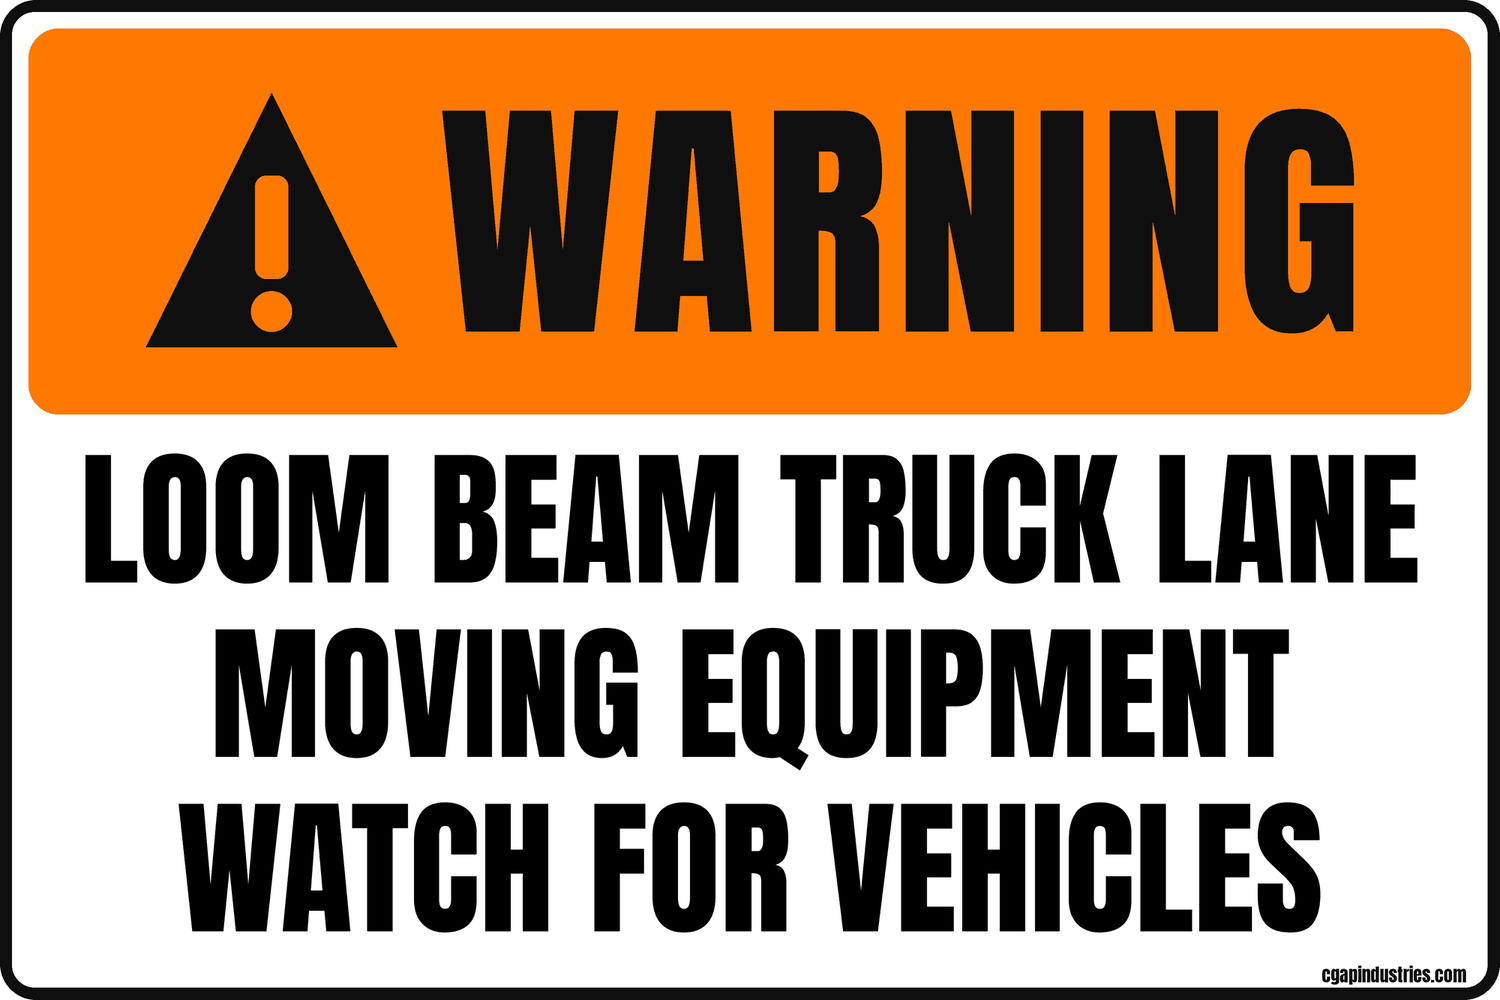 WARNING
LOOM BEAM TRUCK LANE
MOVING EQUIPMENT
WATCH FOR VEHICLES
cgapindustries.com